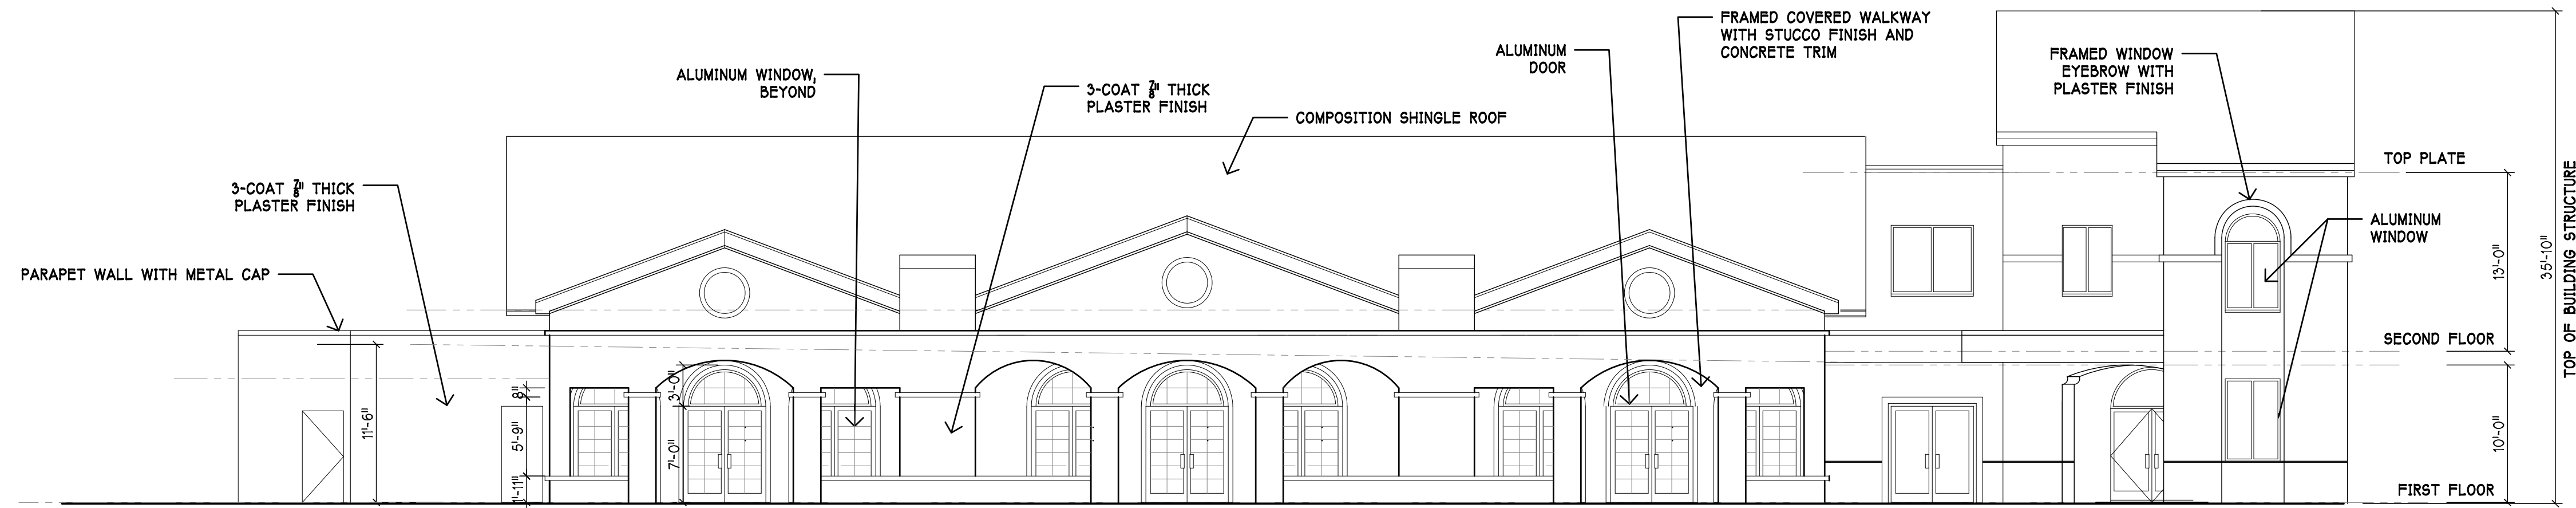 FRAMED COVERED WALKWAY
WITH STUCCO FINISH AND
CONCRETE TRIM
ALUMINUM
DOOR
FRAMED WINDOW
EYEBROW WITH
PLASTER FINISH
ALUMINUM WINDOW,
BEYOND
3-COAT 7/8" THICK
PLASTER FINISH
COMPOSITION SHINGLE ROOF
TOP PLATE
3-COAT 7/8" THICK
PLASTER FINISH
ALUMINUM
WINDOW
PARAPET WALL WITH METAL CAP
SECOND FLOOR
FIRST FLOOR
11'-6"
8"
5'-9"
1'-11"
3'-0"
7'-0"
13'-0"
10'-0"
35'-10"
TOP OF BUILDING STRUCTURE